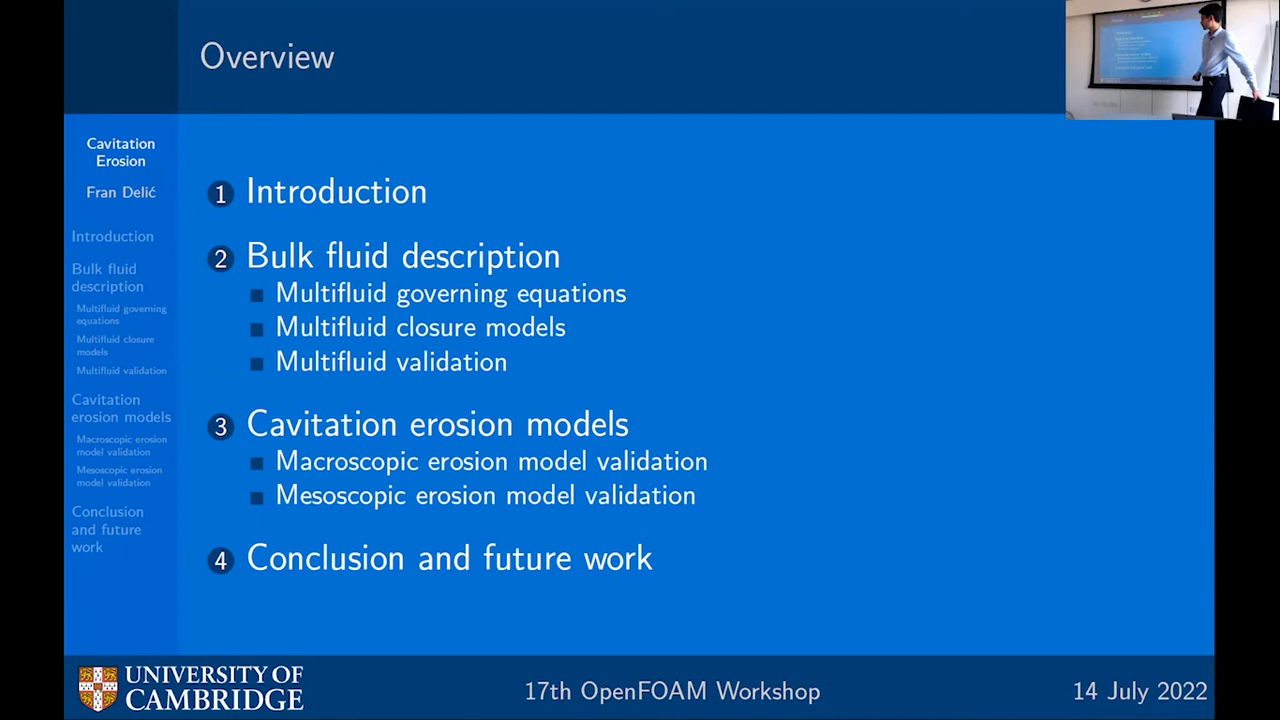 Overview
Cavitation
Erosion
Fran Delić
Introduction
Bulk fluid
description
Multifluid governing
equations
Multifluid closure
models
Multifluid validation
Cavitation
erosion models
Macroscopic erosion
model validation
Mesoscopic erosion
model validation
Conclusion
and future
work
1 Introduction
2 Bulk fluid description
Multifluid governing equations
Multifluid closure models
Multifluid validation
3 Cavitation erosion models
Macroscopic erosion model validation
Mesoscopic erosion model validation
4 Conclusion and future work
UNIVERSITY OF
CAMBRIDGE
17th OpenFOAM Workshop
14 July 2022